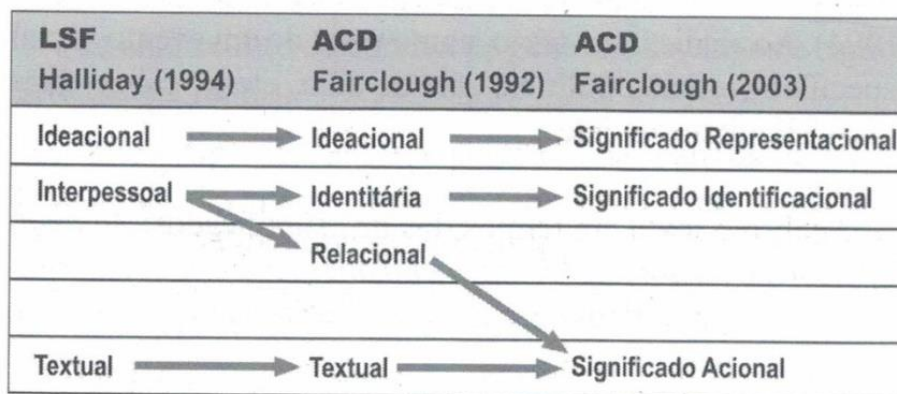 LSF ACD ACD
Halliday (1994) Fairclough (1992) Fairclough (2003)
Ideacional Ideacional Significado Representacional
Interpessoal Identitária Significado Identificacional
Relacional
Textual Textual Significado Acional